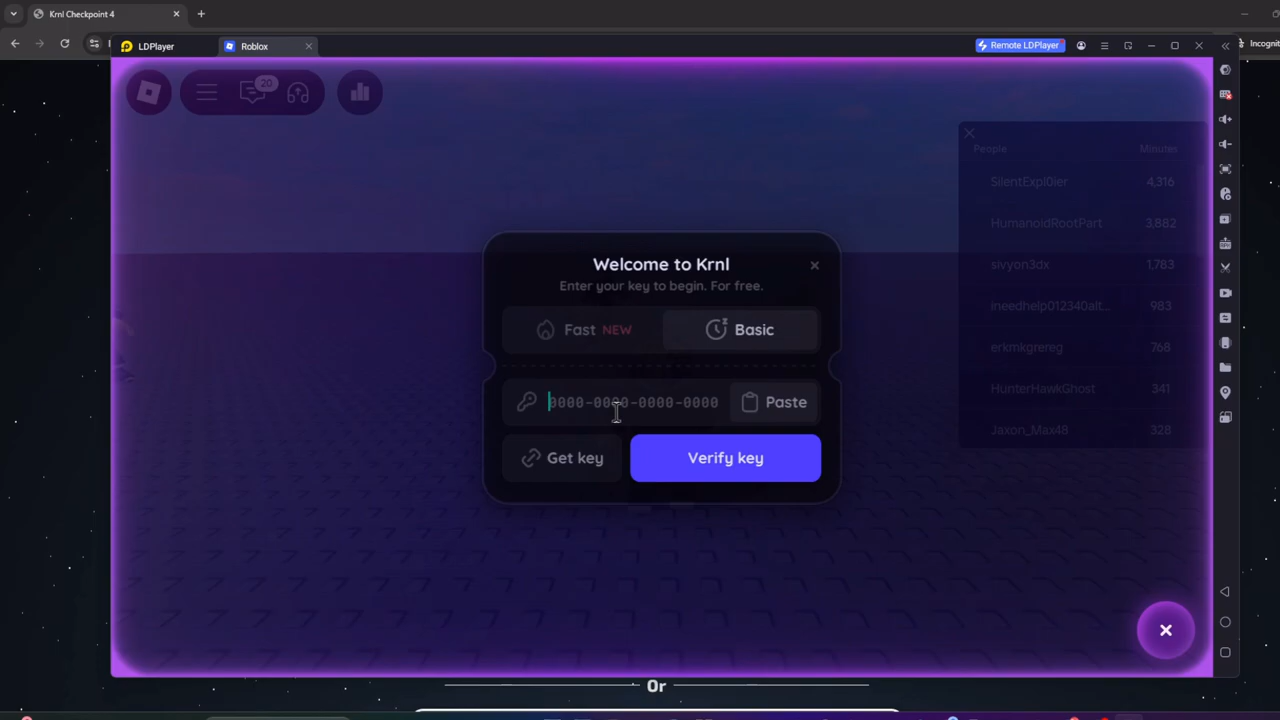 Krnl Checkpoint 4
Incognit
LDPlayer
Roblox
Remote LDPlayer
20
People Minutes
SilentExpl0ier 4,316
HumanoidRootPart 3,882
sivyon3dx 1,783
ineedhelp012340alt... 983
erkmkgrereg 768
HunterHawkGhost 341
Jaxon_Max48 328
Welcome to Krnl
Enter your key to begin. For free.
Fast NEW
Basic
0000-0000-0000-0000
Paste
Get key
Verify key
Or